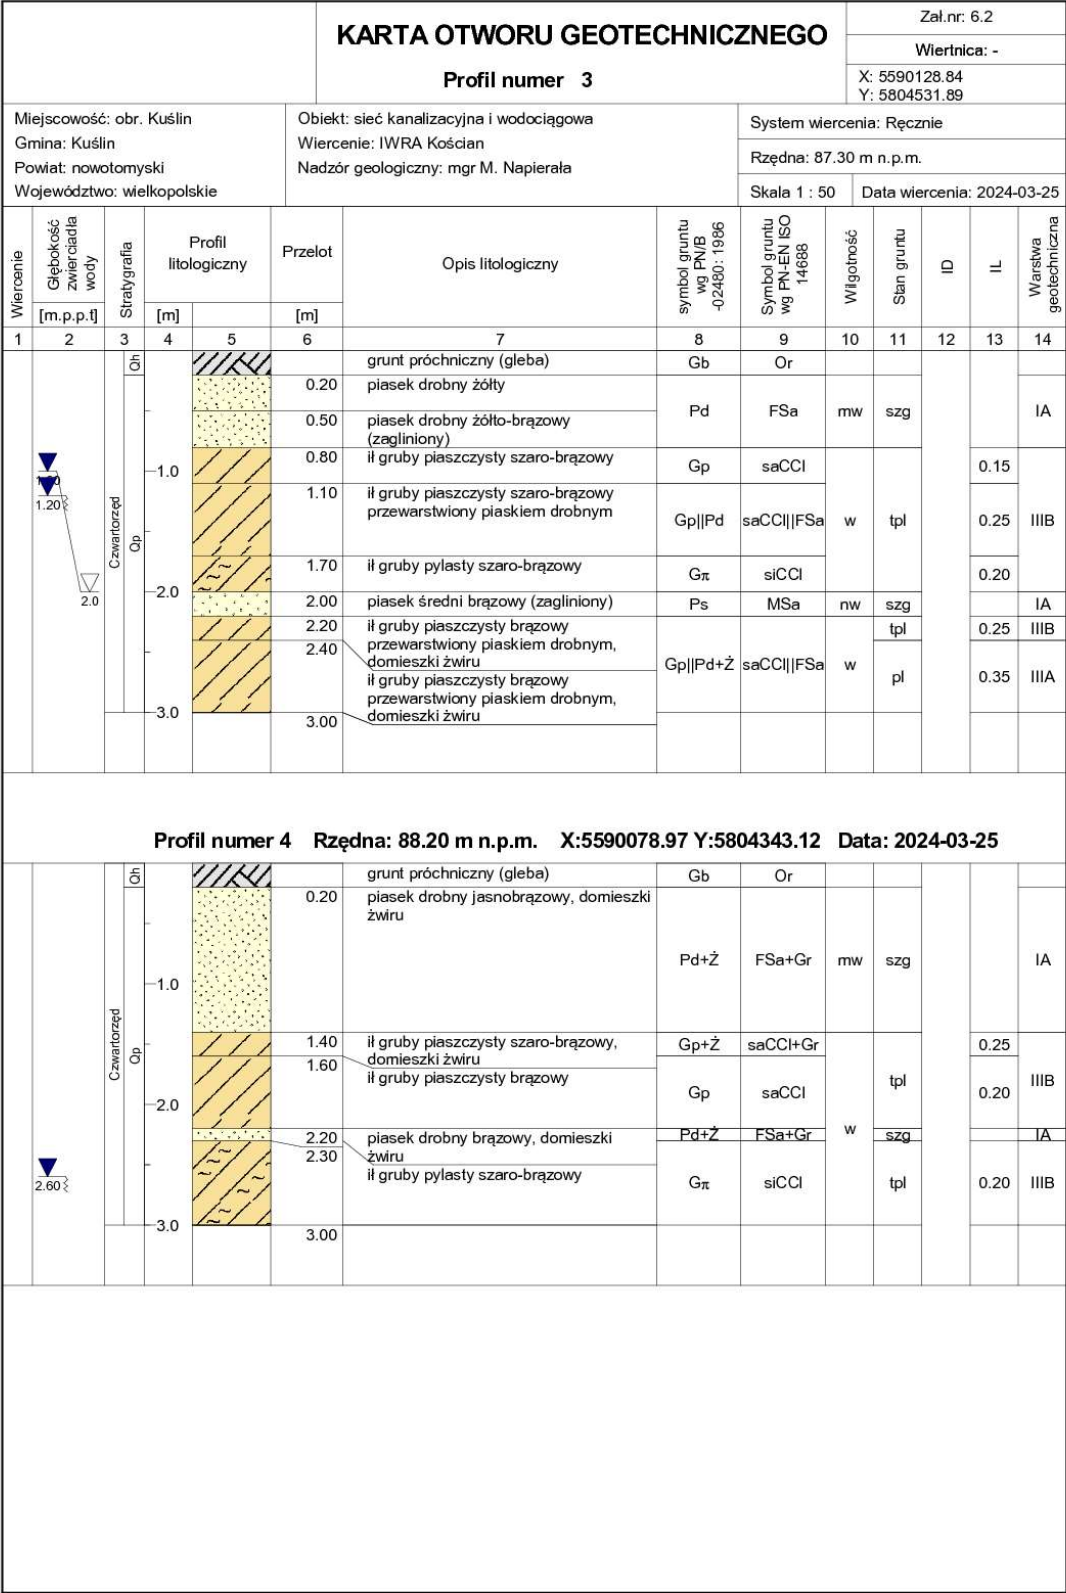 KARTA OTWORU GEOTECHNICZNEGO
Profil numer 3
Zał.nr: 6.2
Wiertnica: -
X: 5590128.84
Y: 5804531.89
Miejscowość: obr. Kuślin
Gmina: Kuślin
Powiat: nowotomyski
Województwo: wielkopolskie
Obiekt: sieć kanalizacyjna i wodociągowa
Wiercenie: IWRA Kościan
Nadzór geologiczny: mgr M. Napierała
System wiercenia: Ręcznie
Rzędna: 87.30 m n.p.m.
Skala 1 : 50 Data wiercenia: 2024-03-25
Wiercenie
Głębokość zwierciadła wody
[m.p.p.t]
Stratygrafia
Profil litologiczny
[m]
Przelot
[m]
Opis litologiczny
symbol gruntu wg PN/B -02480: 1986
Symbol gruntu wg PN-EN ISO 14688
Wilgotność
Stan gruntu
ID
IL
Warstwa geotechniczna
1 2 3 4 5 6 7 8 9 10 11 12 13 14
Qh grunt próchniczny (gleba) Gb Or
0.20 piasek drobny żółty
Pd FSa mw szg IA
0.50 piasek drobny żółto-brązowy
(zagliniony)
0.80 ił gruby piaszczysty szaro-brązowy
1.0 Gp saCCl 0.15
1.20
1.10 ił gruby piaszczysty szaro-brązowy
przewarstwiony piaskiem drobnym
Gp||Pd saCCl||FSa w tpl 0.25 IIIB
Czwartorzęd Qp
1.70 ił gruby pylasty szaro-brązowy
Gπ siCCl 0.20
2.0 2.0
2.00 piasek średni brązowy (zagliniony) Ps MSa nw szg IA
2.20 ił gruby piaszczysty brązowy tpl 0.25 IIIB
przewarstwiony piaskiem drobnym,
domieszki żwiru
2.40
Gp||Pd+Ż saCCl||FSa w
ił gruby piaszczysty brązowy pl 0.35 IIIA
przewarstwiony piaskiem drobnym,
domieszki żwiru
3.0 3.00
Profil numer 4 Rzędna: 88.20 m n.p.m. X:5590078.97 Y:5804343.12 Data: 2024-03-25
Qh grunt próchniczny (gleba) Gb Or
0.20 piasek drobny jasnobrązowy, domieszki
żwiru
Pd+Ż FSa+Gr mw szg IA
1.0
Czwartorzęd Qp
1.40 ił gruby piaszczysty szaro-brązowy, Gp+Ż saCCl+Gr 0.25
domieszki żwiru
1.60 ił gruby piaszczysty brązowy tpl IIIB
Gp saCCl 0.20
2.0
w
2.20 piasek drobny brązowy, domieszki Pd+Ż FSa+Gr szg IA
żwiru
2.30 ił gruby pylasty szaro-brązowy
2.60 Gπ siCCl tpl 0.20 IIIB
3.0 3.00